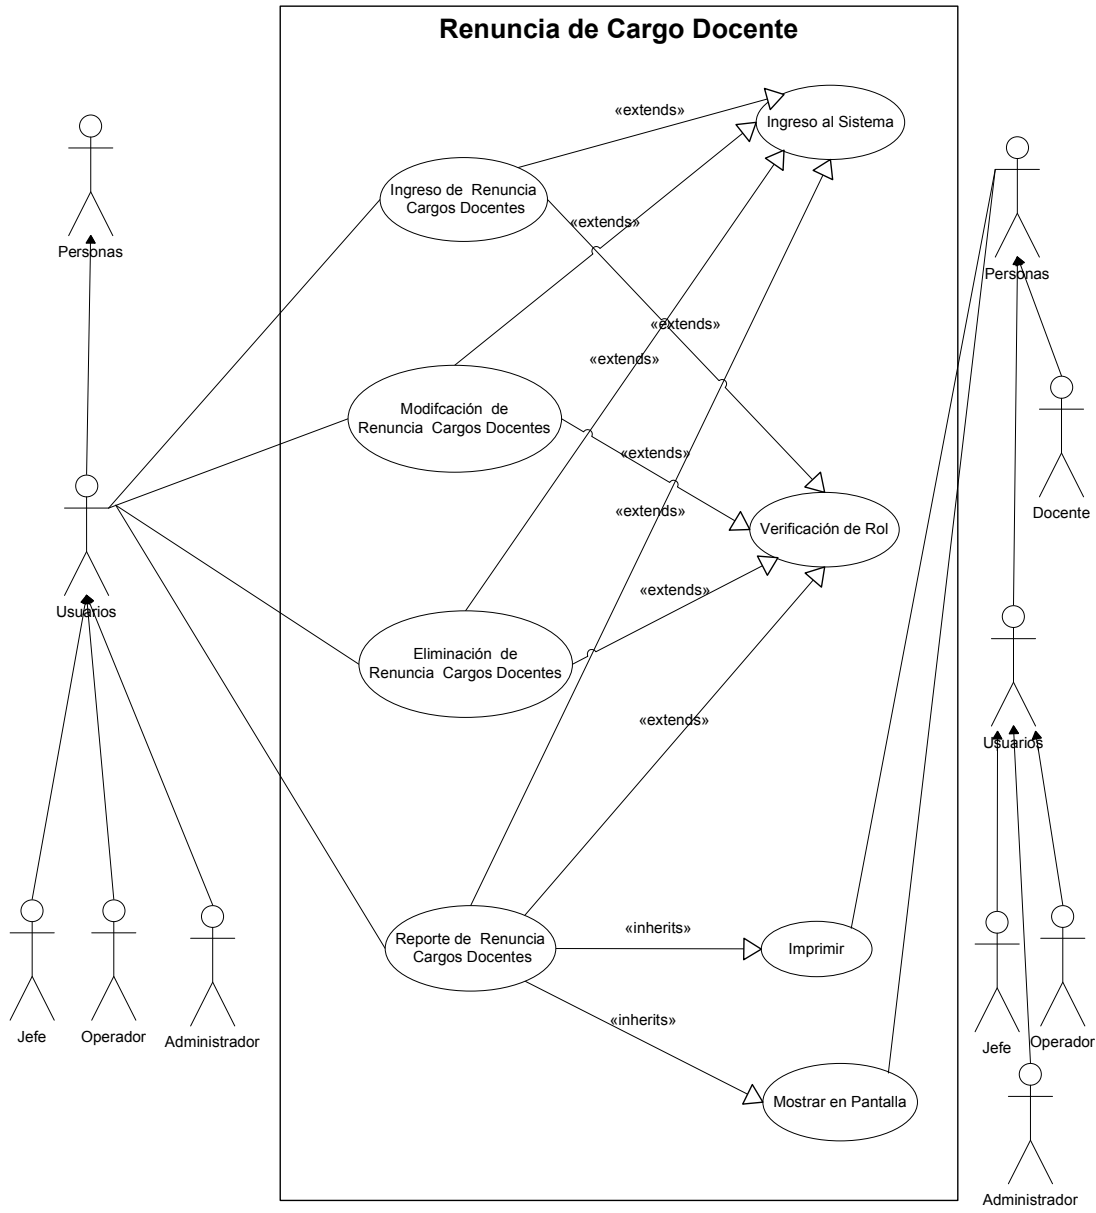 Renuncia de Cargo Docente
«extends»
Ingreso al Sistema
Ingreso de Renuncia
Cargos Docentes
«extends»
Personas
Personas
«extends»
«extends»
Modifcación de
Renuncia Cargos Docentes
«extends»
Docente
«extends»
Verificación de Rol
Usuarios
«extends»
Eliminación de
Renuncia Cargos Docentes
«extends»
Usuarios
Reporte de Renuncia
Cargos Docentes
«inherits»
Imprimir
«inherits»
Jefe
Operador
Administrador
Jefe
Operador
Mostrar en Pantalla
Administrador